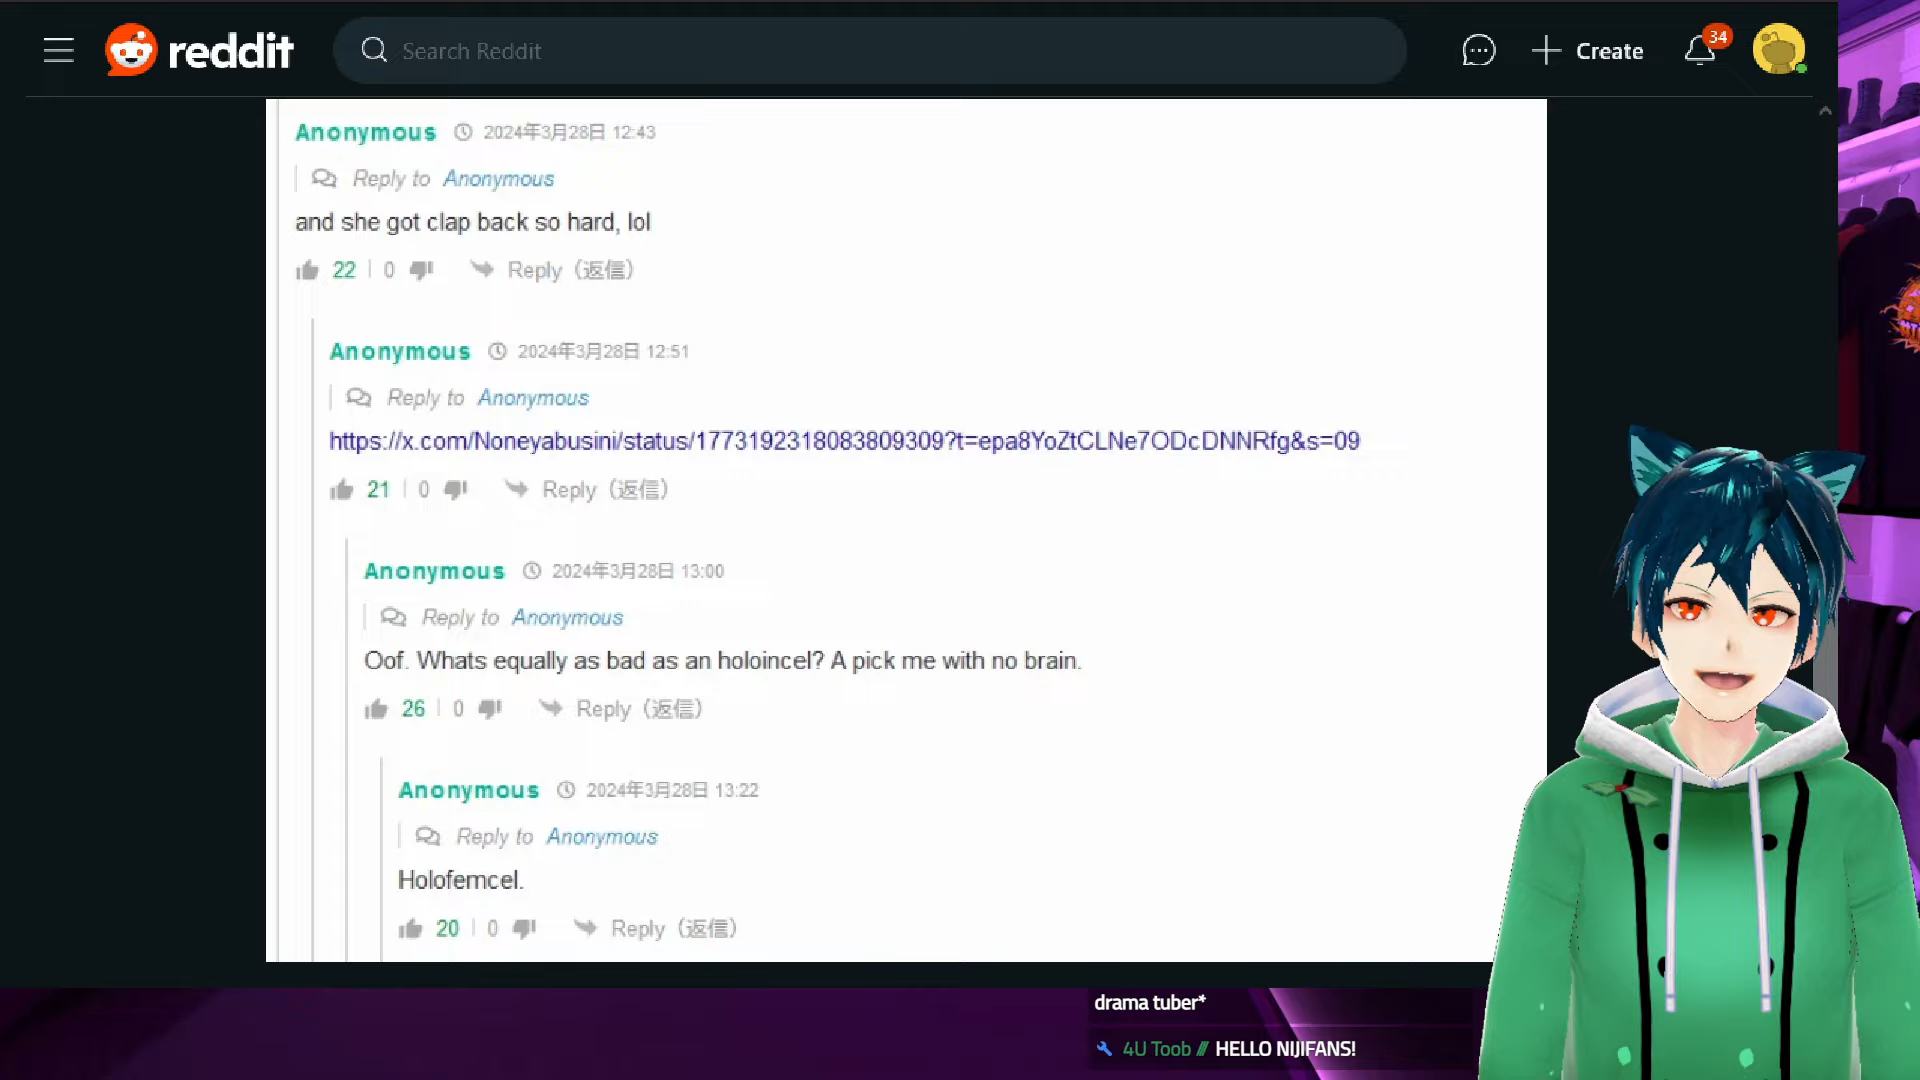 reddit
Search Reddit
Create
34
Anonymous 2024年3月28日 12:43
Reply to Anonymous
and she got clap back so hard, lol
22 | 0 Reply（返信）
Anonymous 2024年3月28日 12:51
Reply to Anonymous
https://x.com/Noneyabusini/status/1773192318083809309?t=epa8YoZtCLNe7ODcDNNRfg&s=09
21 | 0 Reply（返信）
Anonymous 2024年3月28日 13:00
Reply to Anonymous
Oof. Whats equally as bad as an holoincel? A pick me with no brain.
26 | 0 Reply（返信）
Anonymous 2024年3月28日 13:22
Reply to Anonymous
Holofemcel.
20 | 0 Reply（返信）
drama tuber*
4U Toob /// HELLO NIJIFANS!